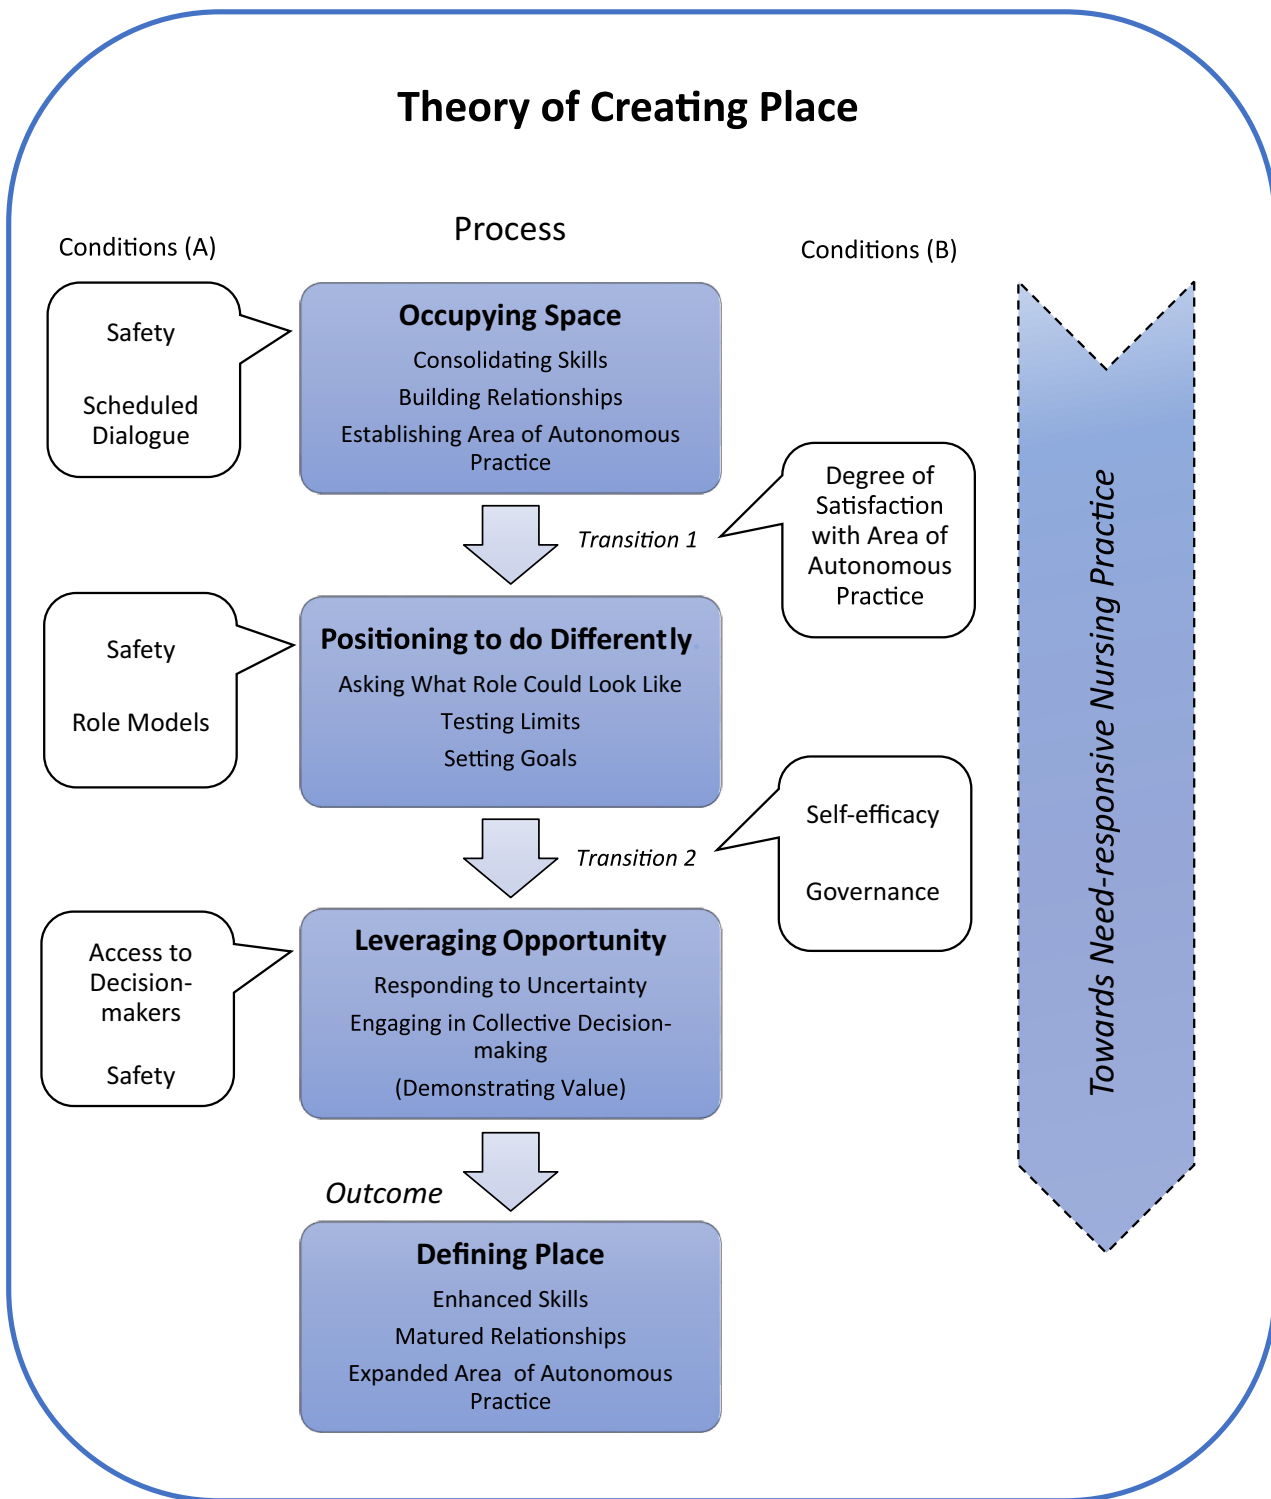 Theory of Creating Place
Process
Conditions (A)
Conditions (B)
Safety
Scheduled
Dialogue
Occupying Space
Consolidating Skills
Building Relationships
Establishing Area of Autonomous
Practice
Transition 1
Degree of
Satisfaction
with Area of
Autonomous
Practice
Safety
Role Models
Positioning to do Differently
Asking What Role Could Look Like
Testing Limits
Setting Goals
Transition 2
Self-efficacy
Governance
Access to
Decision-
makers
Safety
Leveraging Opportunity
Responding to Uncertainty
Engaging in Collective Decision-
making
(Demonstrating Value)
Outcome
Defining Place
Enhanced Skills
Matured Relationships
Expanded Area of Autonomous
Practice
Towards Need-responsive Nursing Practice